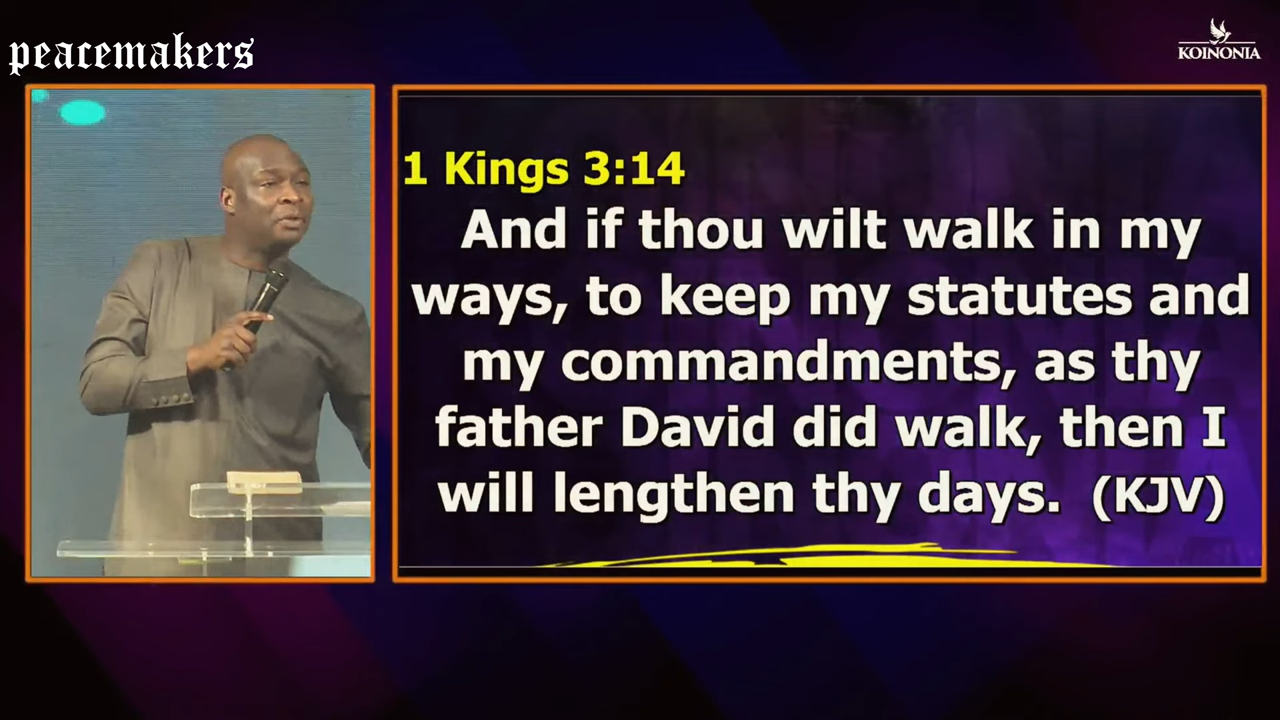 peacemakers
KOINONIA
1 Kings 3:14
And if thou wilt walk in my
ways, to keep my statutes and
my commandments, as thy
father David did walk, then I
will lengthen thy days. (KJV)